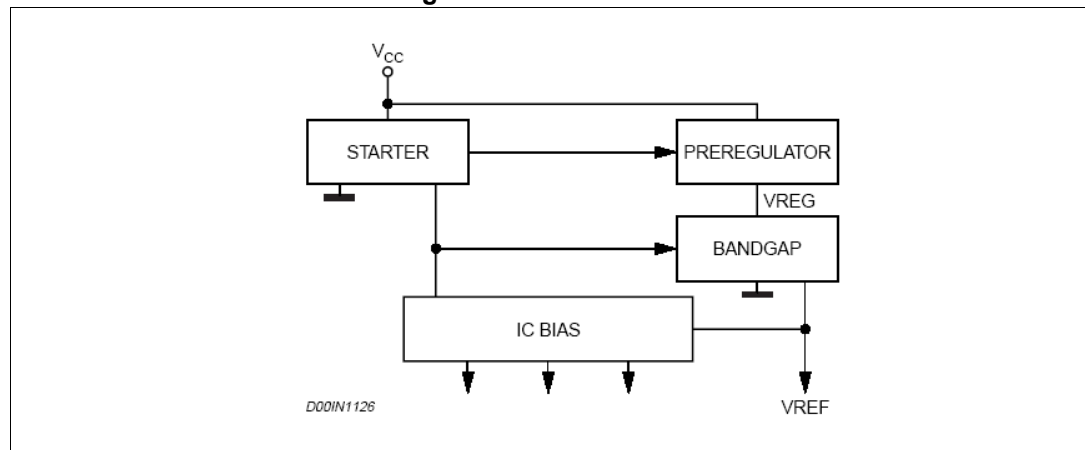 g
VCC
STARTER
PREREGULATOR
VREG
BANDGAP
IC BIAS
D00IN1126
VREF